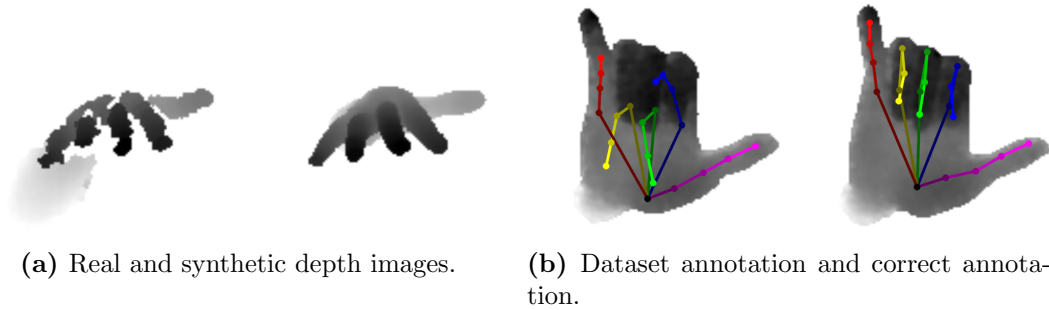 (a) Real and synthetic depth images.
(b) Dataset annotation and correct annota-
tion.